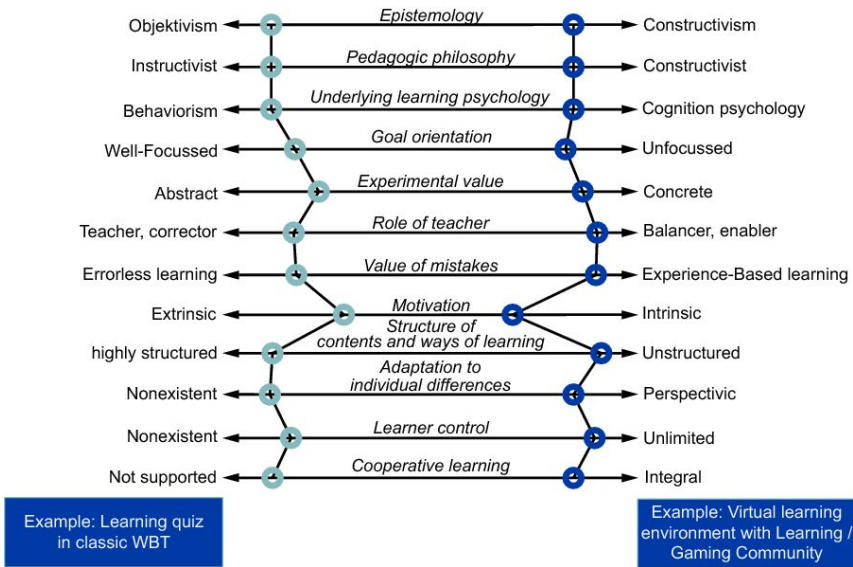 Epistemology
Objektivism
Constructivism
Pedagogic philosophy
Instructivist
Constructivist
Underlying learning psychology
Behaviorism
Cognition psychology
Goal orientation
Well-Focussed
Unfocussed
Experimental value
Abstract
Concrete
Role of teacher
Teacher, corrector
Balancer, enabler
Value of mistakes
Errorless learning
Experience-Based learning
Motivation
Extrinsic
Intrinsic
Structure of
contents and ways of learning
highly structured
Unstructured
Adaptation to
individual differences
Nonexistent
Perspectivic
Learner control
Nonexistent
Unlimited
Cooperative learning
Not supported
Integral
Example: Learning quiz
in classic WBT
Example: Virtual learning
environment with Learning /
Gaming Community